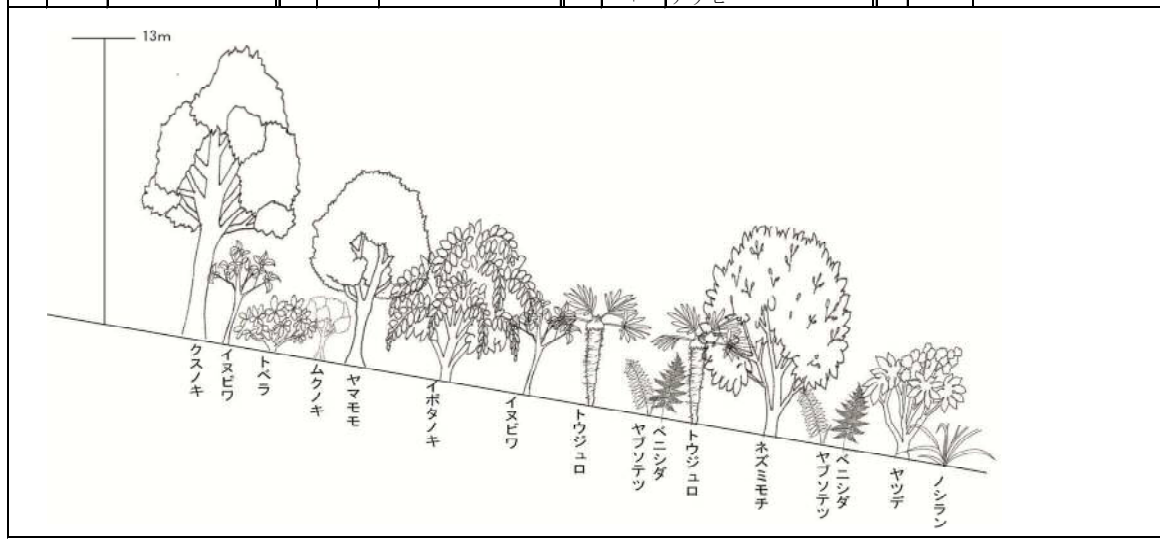 13m
クスノキ
イヌビワ
トベラ
ムクノキ
ヤマモモ
イボタノキ
イヌビワ
トウジュロ
ヤブソテツ
ベニシダ
トウジュロ
ネズミモチ
ヤブソテツ
ベニシダ
ヤツデ
ノシラン